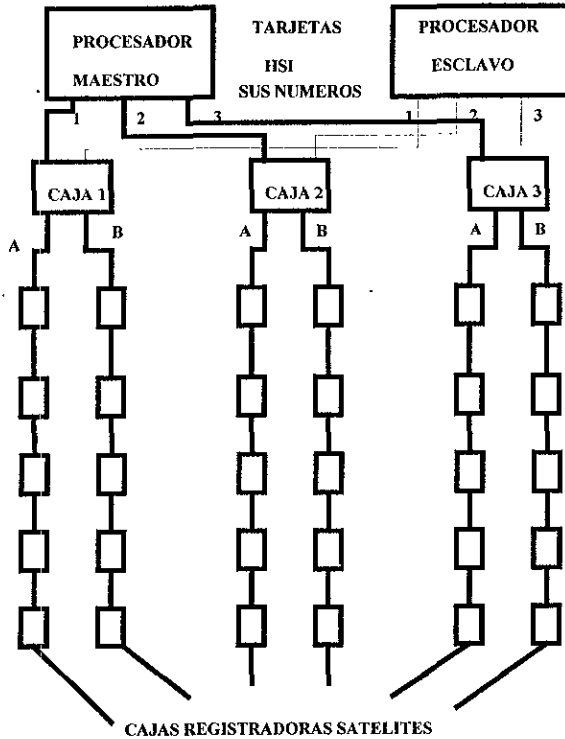 PROCESADOR
MAESTRO
TARJETAS
HSI
SUS NUMEROS
PROCESADOR
ESCLAVO
1 2 3 1 2 3
CAJA 1 CAJA 2 CAJA 3
A B A B A B
CAJAS REGISTRADORAS SATELITES